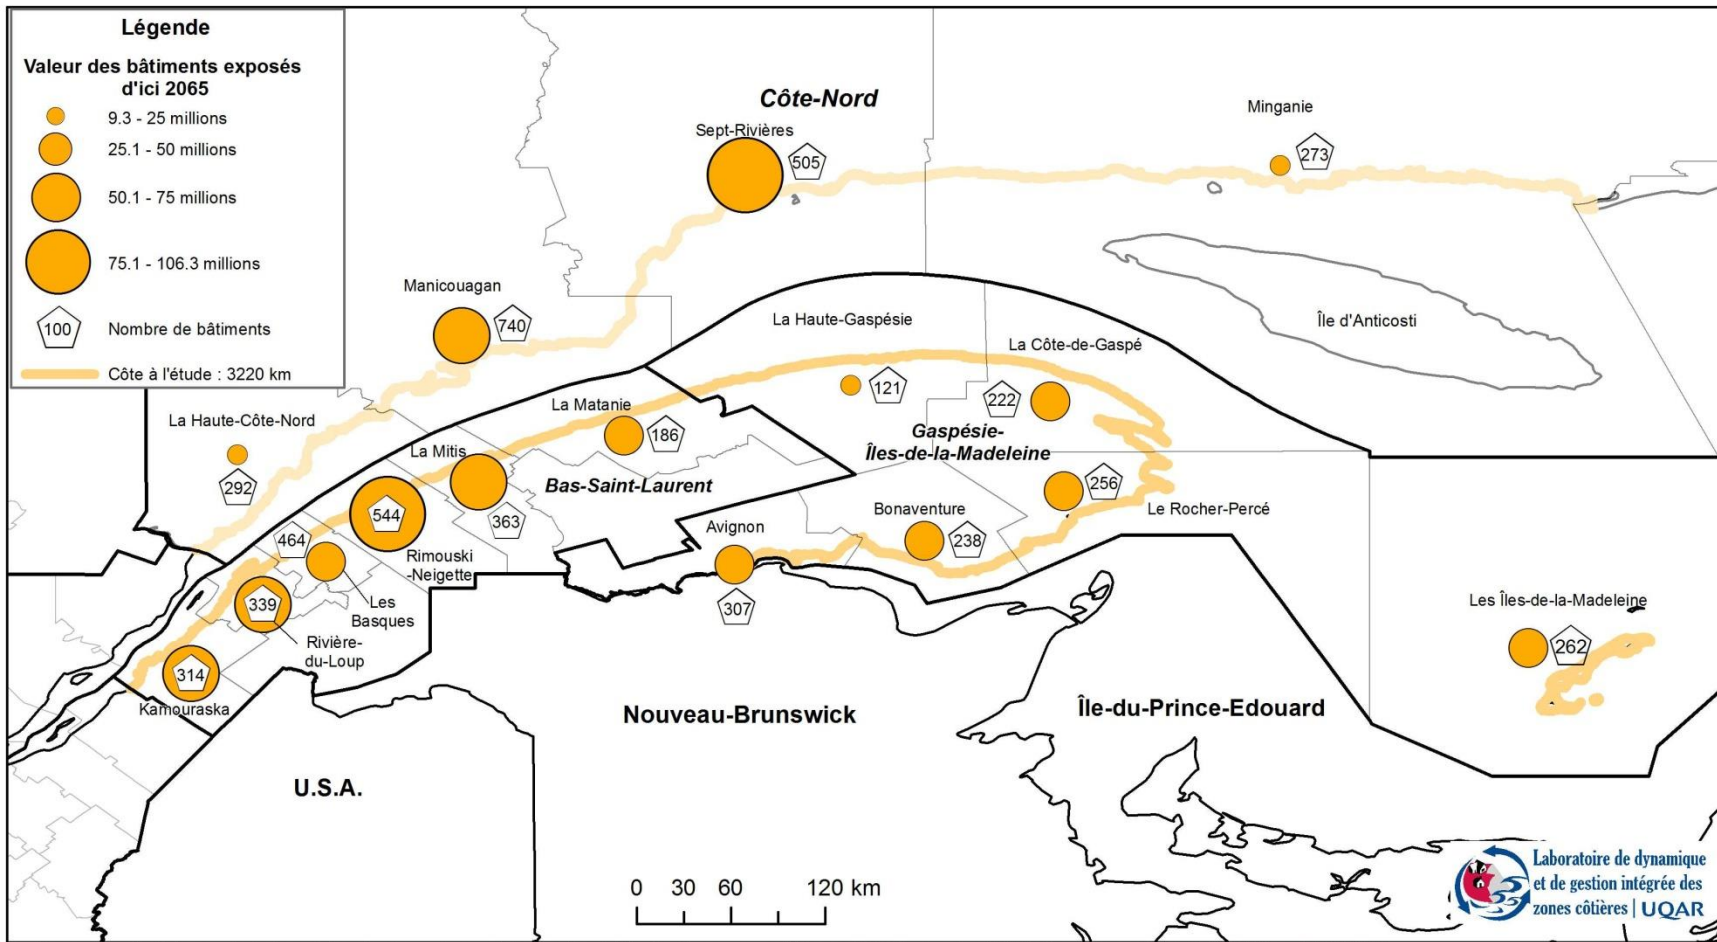 Légende
Valeur des bâtiments exposés
d'ici 2065
9.3 - 25 millions
25.1 - 50 millions
50.1 - 75 millions
75.1 - 106.3 millions
100
Nombre de bâtiments
Côte à l'étude : 3220 km
Côte-Nord
Sept-Rivières
505
Minganie
273
Manicouagan
740
La Haute-Gaspésie
Île d'Anticosti
La Côte-de-Gaspé
121
222
La Matanie
186
La Haute-Côte-Nord
292
La Mitis
363
Gaspésie-
Îles-de-la-Madeleine
Bas-Saint-Laurent
256
Le Rocher-Percé
Bonaventure
238
Avignon
307
544
Rimouski
-Neigette
464
Les
Basques
339
Rivière-
du-Loup
314
Kamouraska
Les Îles-de-la-Madeleine
262
Nouveau-Brunswick
Île-du-Prince-Edouard
U.S.A.
0 30 60 120 km
Laboratoire de dynamique
et de gestion intégrée des
zones côtières | UQAR